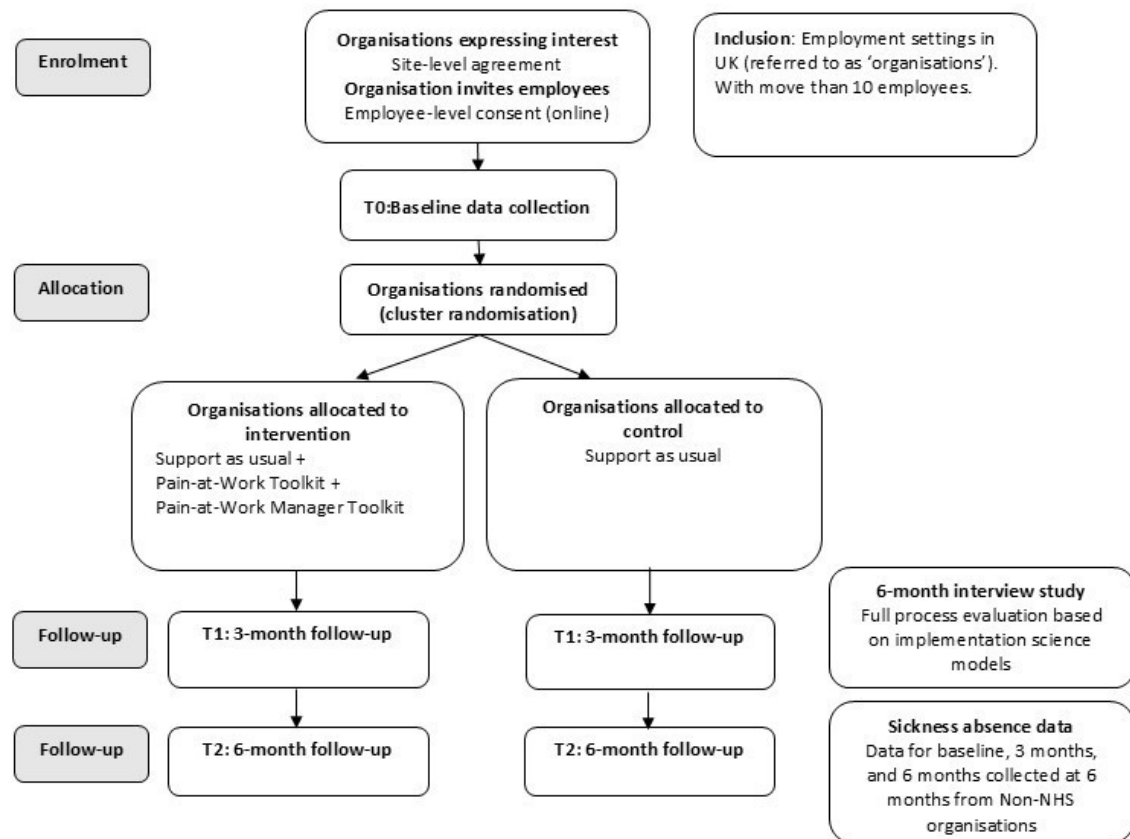 Enrolment
Organisations expressing interest
Site-level agreement
Organisation invites employees
Employee-level consent (online)
Inclusion: Employment settings in
UK (referred to as ‘organisations’).
With more than 10 employees.
T0:Baseline data collection
Allocation
Organisations randomised
(cluster randomisation)
Organisations allocated to
intervention
Support as usual +
Pain-at-Work Toolkit +
Pain-at-Work Manager Toolkit
Organisations allocated to
control
Support as usual
Follow-up
T1: 3-month follow-up
T1: 3-month follow-up
6-month interview study
Full process evaluation based
on implementation science
models
Follow-up
T2: 6-month follow-up
T2: 6-month follow-up
Sickness absence data
Data for baseline, 3 months,
and 6 months collected at 6
months from Non-NHS
organisations